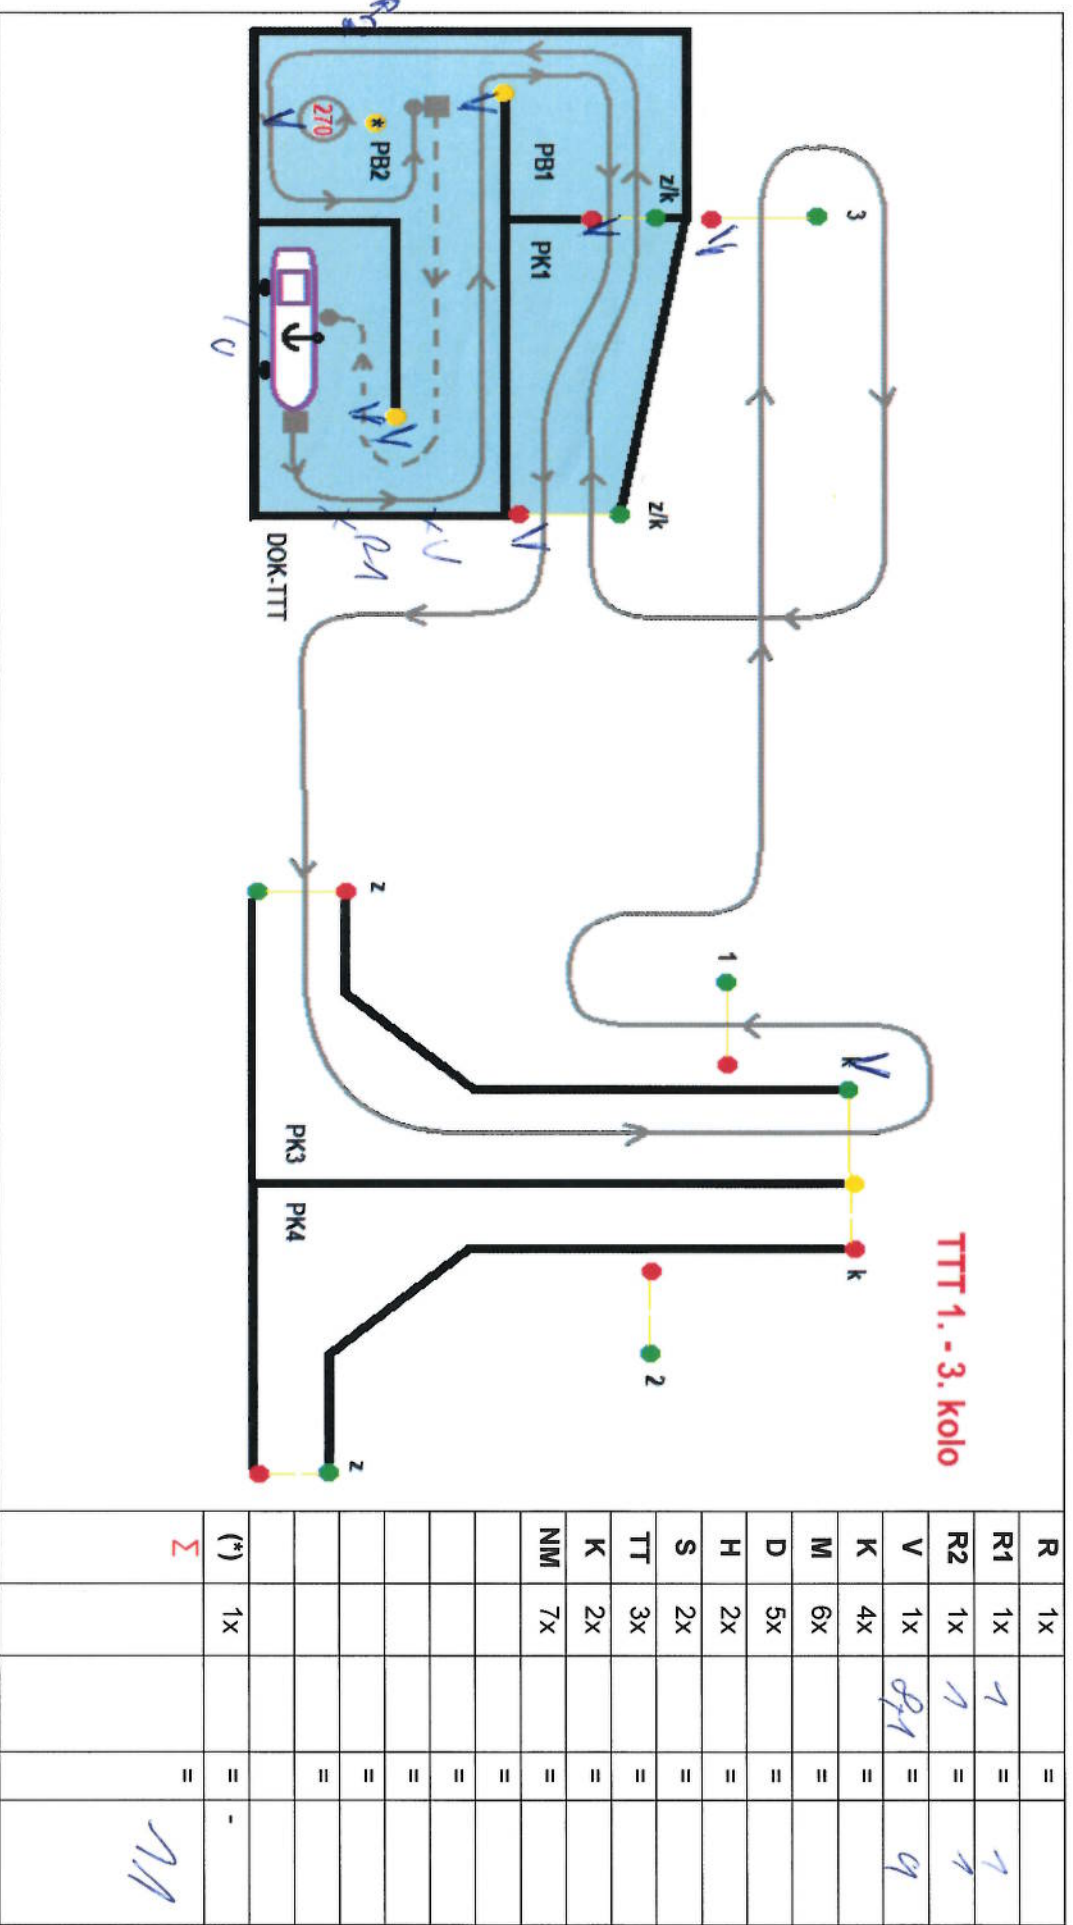 TTT 1. - 3. kolo
3
z/k
z/k
PB1
PK1
PB2
*
270
V
V
V
V
V
V
V
V
V
R1
DOK-TTT
1
k
k
2
z
z
PK3
PK4
R 1x =
R1 1x 1 = 1
R2 1x 1 = 1
V 1x 8+1 = 9
K 4x =
M 6x =
D 5x =
H 2x =
S 2x =
TT 3x =
K 2x =
NM 7x =
=
=
=
=
=
(*) 1x = -
Σ = 11